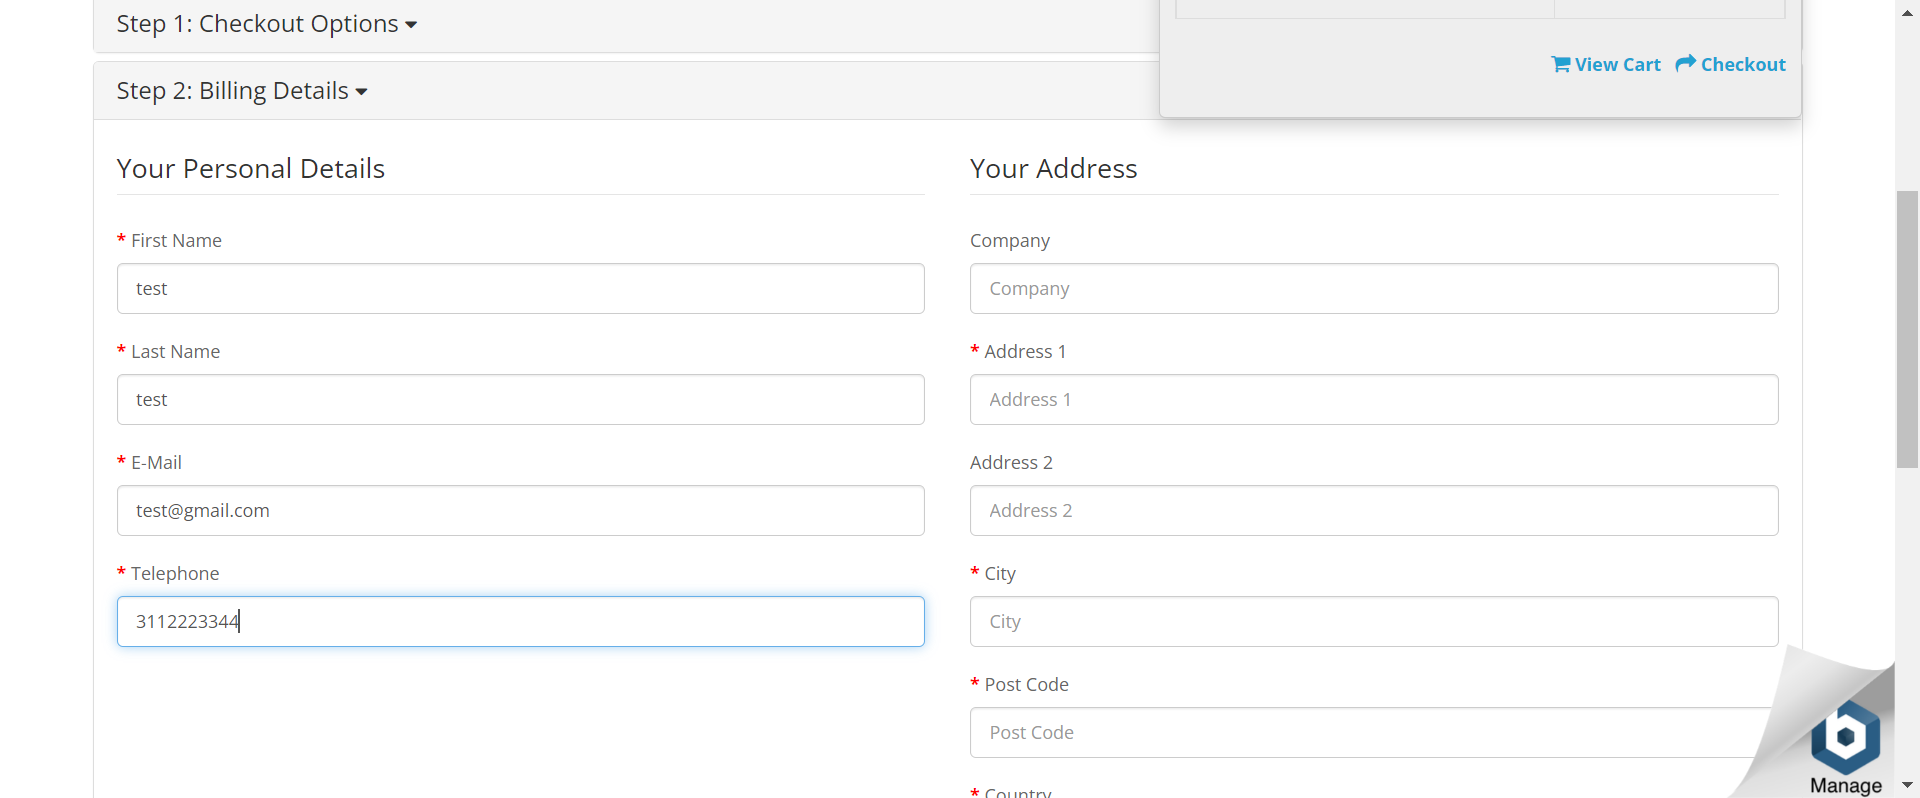 Step 1: Checkout Options
View Cart Checkout
Step 2: Billing Details
Your Personal Details
* First Name
test
* Last Name
test
* E-Mail
test@gmail.com
* Telephone
3112223344
Your Address
Company
Company
* Address 1
Address 1
Address 2
Address 2
* City
City
* Post Code
Post Code
* Country
b
Manage